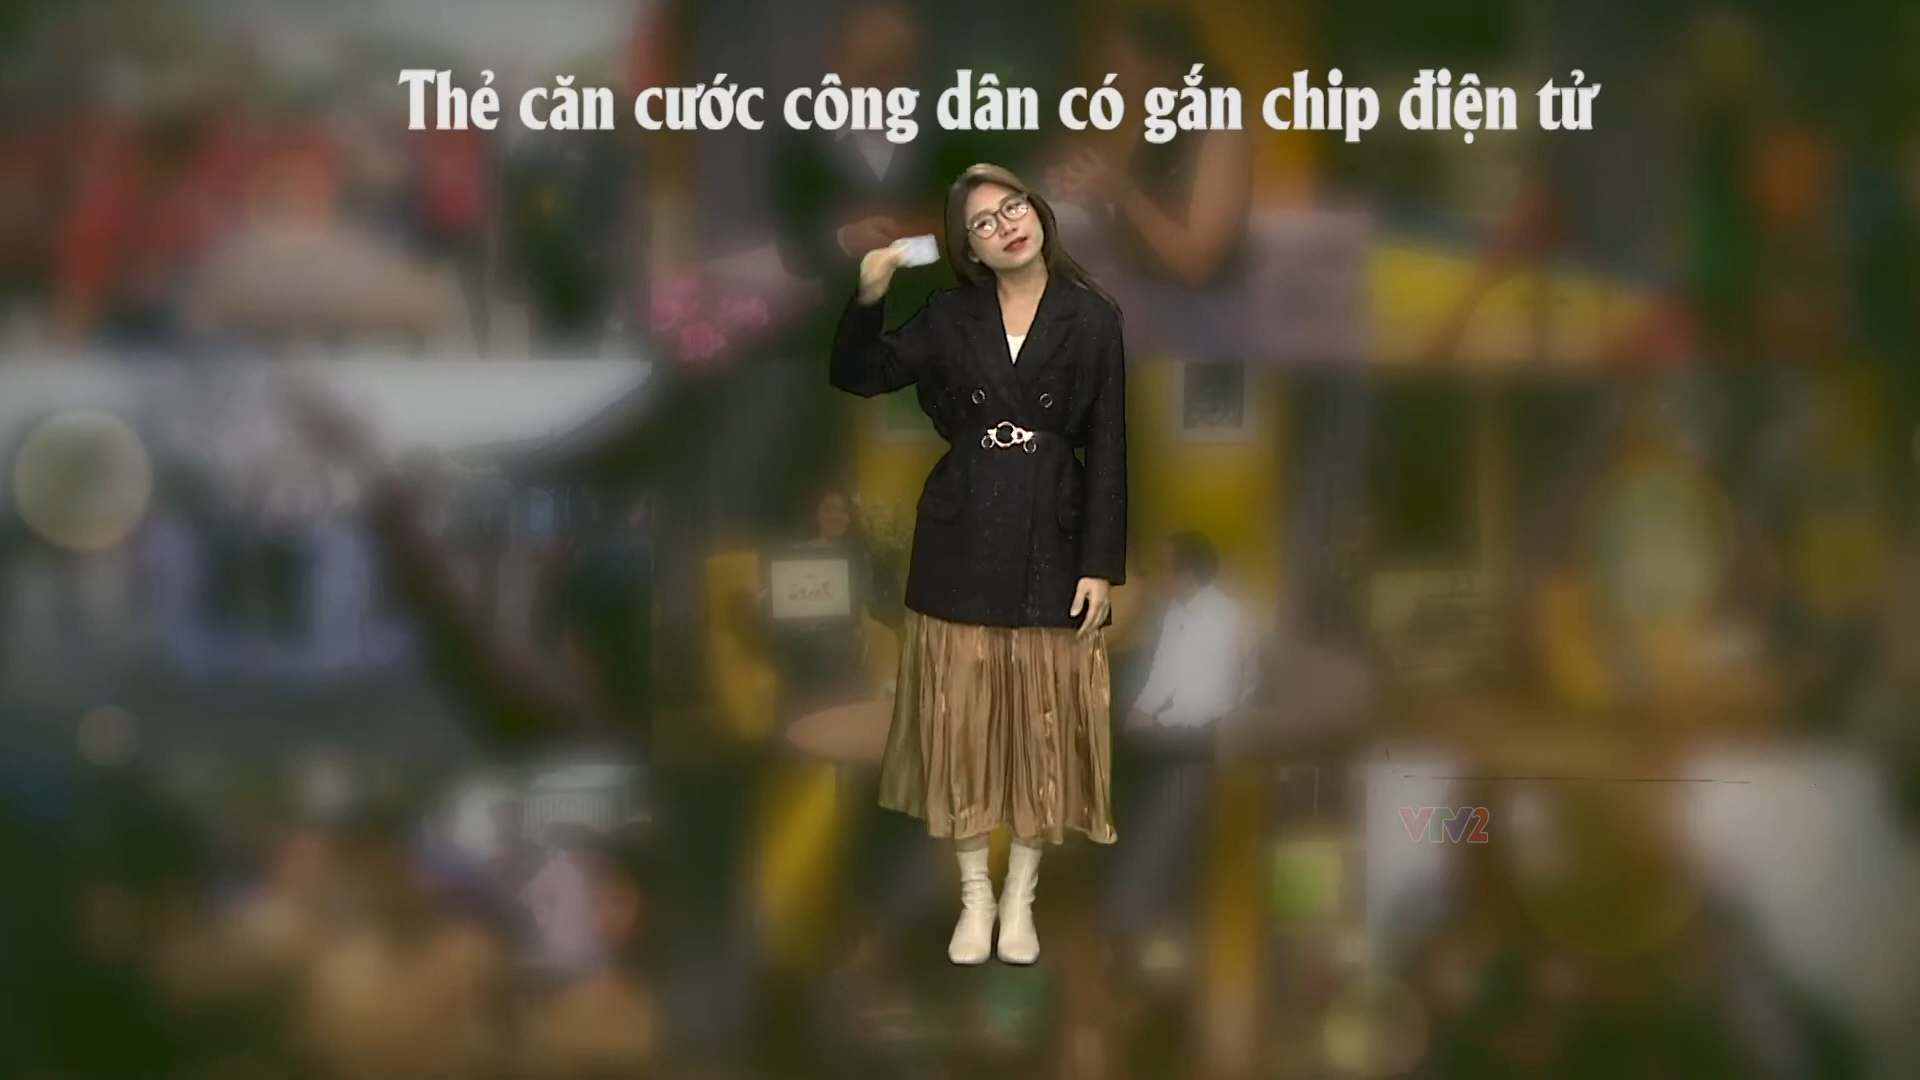 Thẻ căn cước công dân có gắn chip điện tử
VTV2